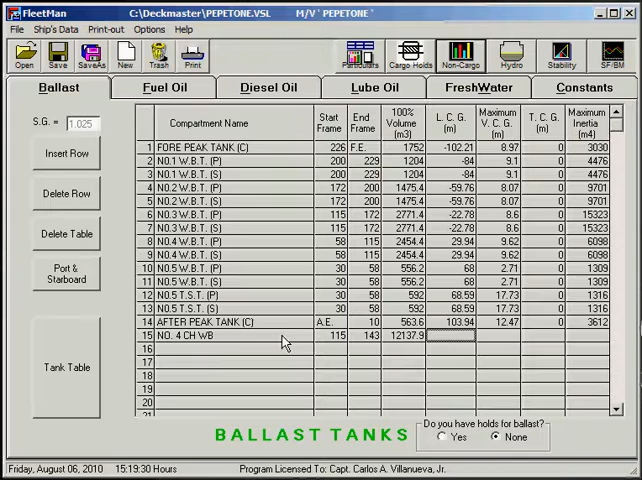 FleetMan C:\Deckmaster\PEPETONE.VSL M/V `PEPETONE `
File Ship's Data Print-out Options Help
Open Save SaveAs New Trash Print Particulars Cargo Holds Non-Cargo Hydro Stability SF/BM
Ballast Fuel Oil Diesel Oil Lube Oil FreshWater Constants
S.G. = 1.025
Insert Row
Delete Row
Delete Table
Port &
Starboard
Tank Table
Compartment Name Start Frame End Frame 100% Volume (m3) L. C. G. (m) Maximum V. C. G. (m) T. C. G. (m) Maximum Inertia (m4)
1 FORE PEAK TANK (C) 226 F.E. 1752 -102.21 8.97 0 3030
2 NO.1 W.B.T. (P) 200 229 1204 -84 9.1 0 4476
3 NO.1 W.B.T. (S) 200 229 1204 -84 9.1 0 4476
4 NO.2 W.B.T. (P) 172 200 1475.4 -59.76 8.07 0 9701
5 NO.2 W.B.T. (S) 172 200 1475.4 -59.76 8.07 0 9701
6 NO.3 W.B.T. (P) 115 172 2771.4 -22.78 8.6 0 15323
7 NO.3 W.B.T. (S) 115 172 2771.4 -22.78 8.6 0 15323
8 NO.4 W.B.T. (P) 58 115 2454.4 29.94 9.62 0 6098
9 NO.4 W.B.T. (S) 58 115 2454.4 29.94 9.62 0 6098
10 NO.5 W.B.T. (P) 30 58 556.2 68 2.71 0 1309
11 NO.5 W.B.T. (S) 30 58 556.2 68 2.71 0 1309
12 NO.5 T.S.T. (P) 30 58 592 68.59 17.73 0 1316
13 NO.5 T.S.T. (S) 30 58 592 68.59 17.73 0 1316
14 AFTER PEAK TANK (C) A.E. 10 563.6 103.94 12.47 0 3612
15 NO. 4 CH WB 115 143 12137.9
16
17
18
19
20
21
BALLAST TANKS
Do you have holds for ballast?
Yes None
Friday, August 06, 2010 15:19:30 Hours Program Licensed To: Capt. Carlos A. Villanueva, Jr.